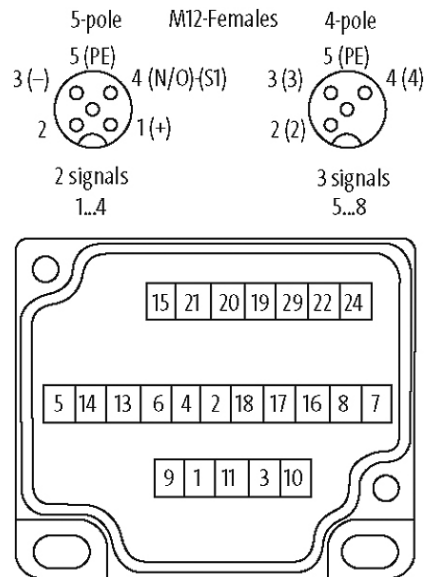 5-pole M12-Females 4-pole
5 (PE) 5 (PE)
3 (–) 4 (N/O)-(S1) 3 (3) 4 (4)
2 1 (+) 2 (2)
2 signals 3 signals
1...4 5...8
15 21 20 19 29 22 24
5 14 13 6 4 2 18 17 16 8 7
9 1 11 3 10